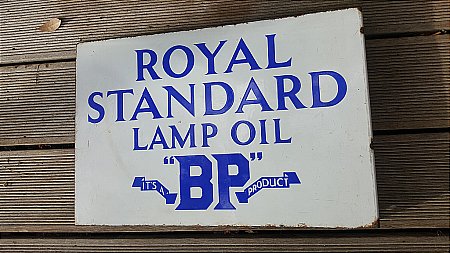 ROYAL
STANDARD
LAMP OIL
IT'S A "BP" PRODUCT